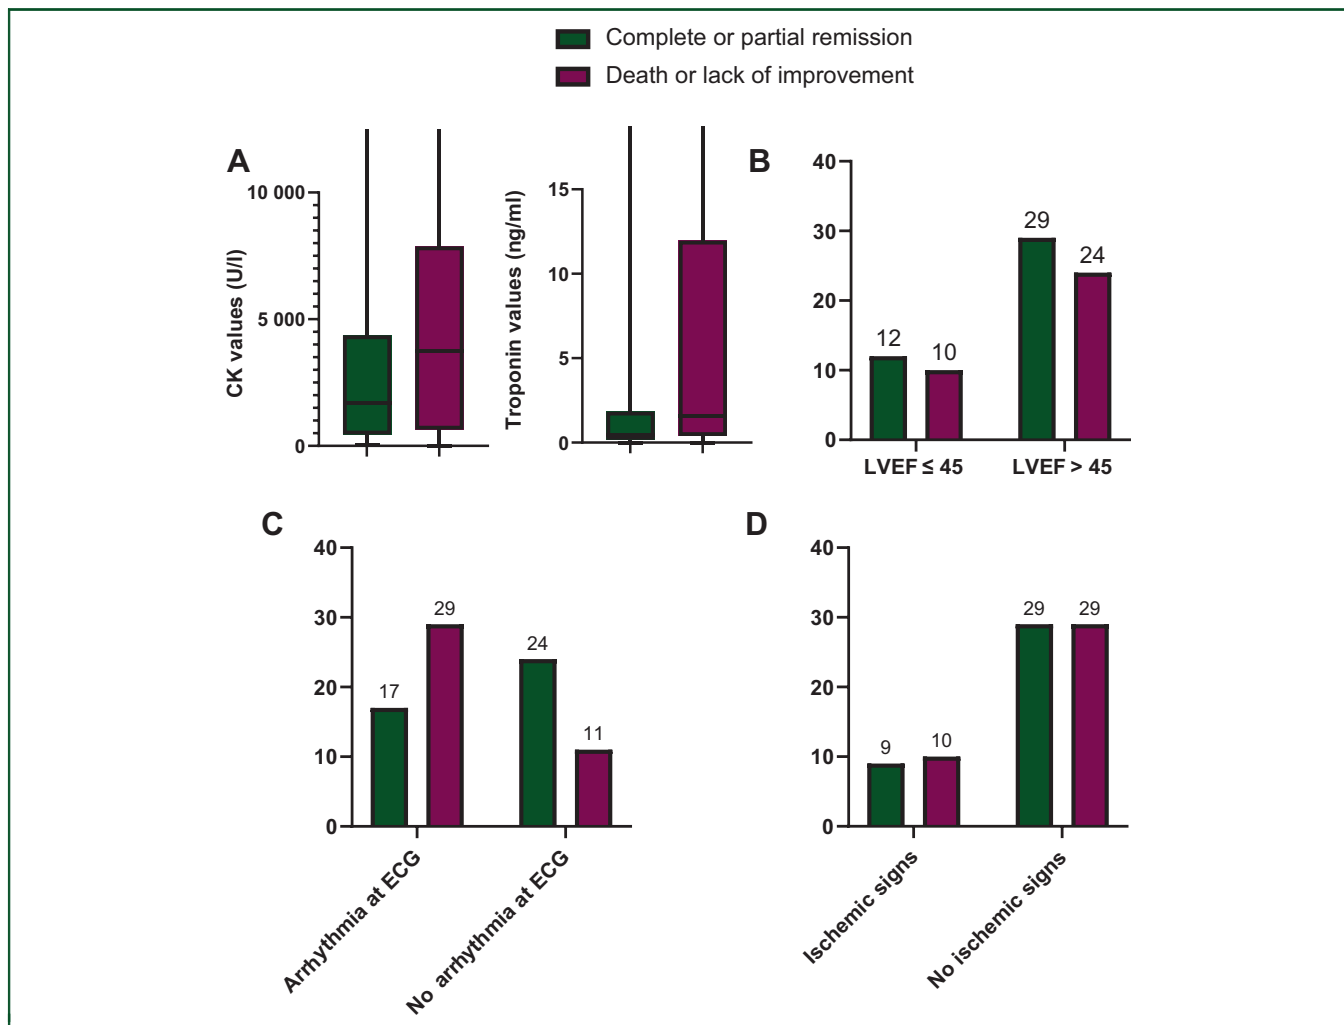 Complete or partial remission
Death or lack of improvement
A
CK values (U/l)
10 000
5 000
0
Troponin values (ng/ml)
15
10
5
0
B
40
30
20
10
0
12
10
29
24
LVEF ≤ 45
LVEF > 45
C
40
30
20
10
0
17
29
24
11
Arrhythmia at ECG
No arrhythmia at ECG
D
40
30
20
10
0
9
10
29
29
Ischemic signs
No ischemic signs